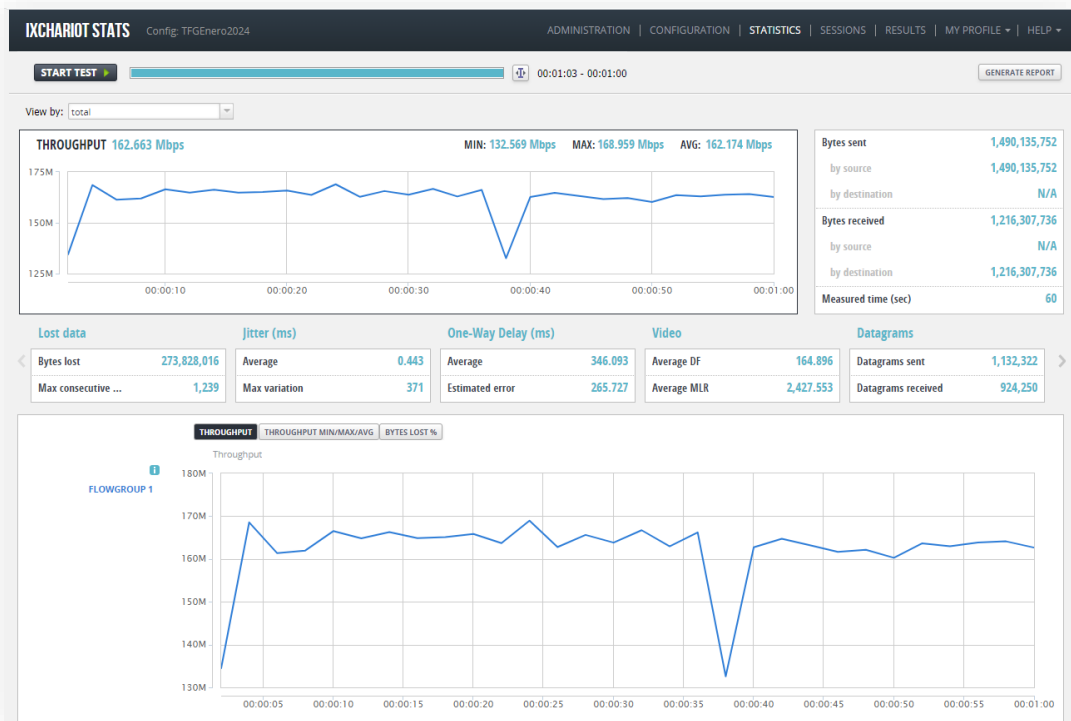 IXCHARIOT STATS Config: TFGEnero2024 ADMINISTRATION | CONFIGURATION | STATISTICS | SESSIONS | RESULTS | MY PROFILE | HELP
START TEST 00:01:03 - 00:01:00 GENERATE REPORT
View by: total
THROUGHPUT 162.663 Mbps MIN: 132.569 Mbps MAX: 168.959 Mbps AVG: 162.174 Mbps
175M
150M
125M
00:00:10 00:00:20 00:00:30 00:00:40 00:00:50 00:01:00
Bytes sent 1,490,135,752
by source 1,490,135,752
by destination N/A
Bytes received 1,216,307,736
by source N/A
by destination 1,216,307,736
Measured time (sec) 60
Lost data
Bytes lost 273,828,016
Max consecutive ... 1,239
Jitter (ms)
Average 0.443
Max variation 371
One-Way Delay (ms)
Average 346.093
Estimated error 265.727
Video
Average DF 164.896
Average MLR 2,427.553
Datagrams
Datagrams sent 1,132,322
Datagrams received 924,250
THROUGHPUT THROUGHPUT MIN/MAX/AVG BYTES LOST %
Throughput
i
FLOWGROUP 1
180M
170M
160M
150M
140M
130M
00:00:05 00:00:10 00:00:15 00:00:20 00:00:25 00:00:30 00:00:35 00:00:40 00:00:45 00:00:50 00:00:55 00:01:00